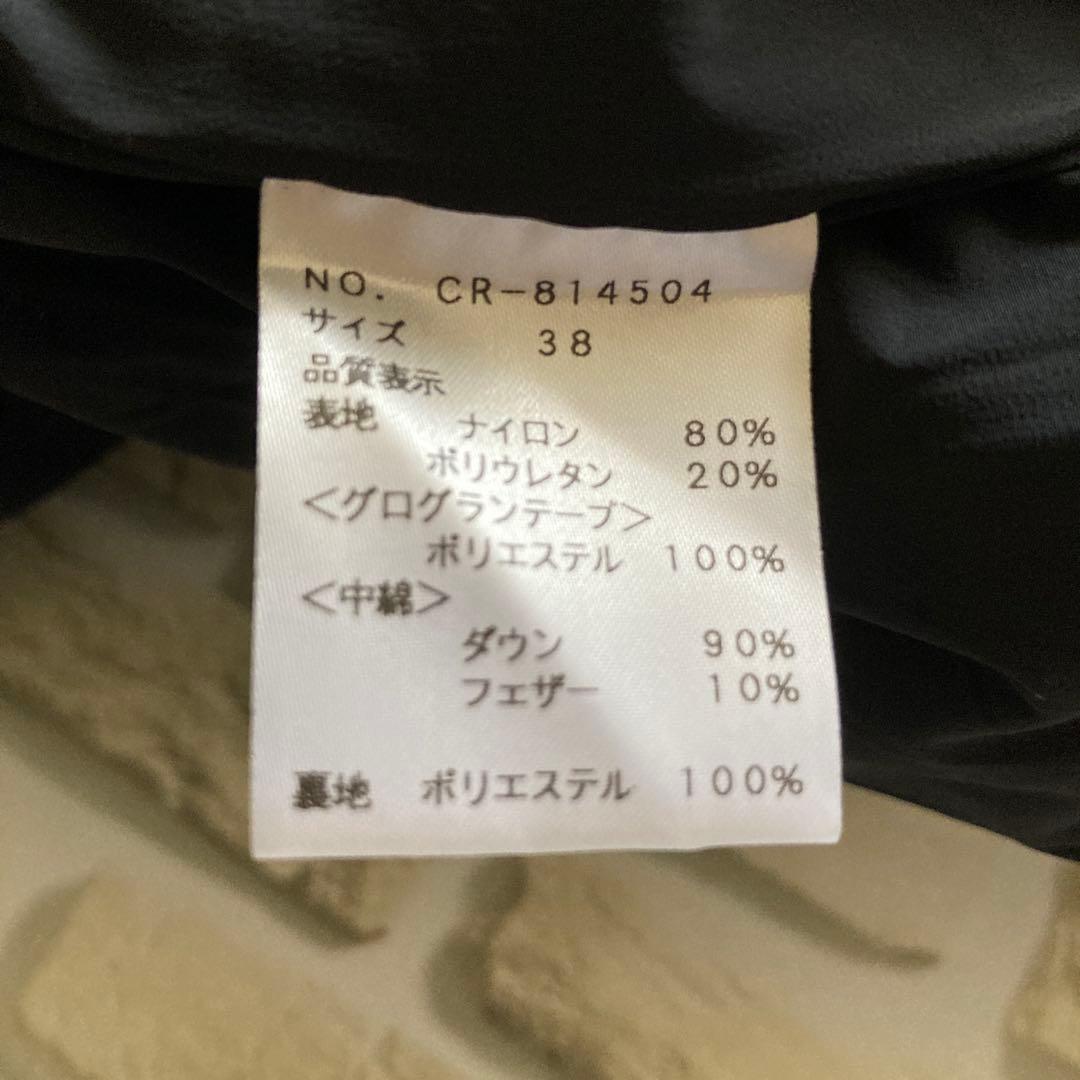 NO. CR-814504
サイズ 38
品質表示
表地 ナイロン 80%
ポリウレタン 20%
<グログランテープ>
ポリエステル 100%
<中綿>
ダウン 90%
フェザー 10%
裏地 ポリエステル 100%